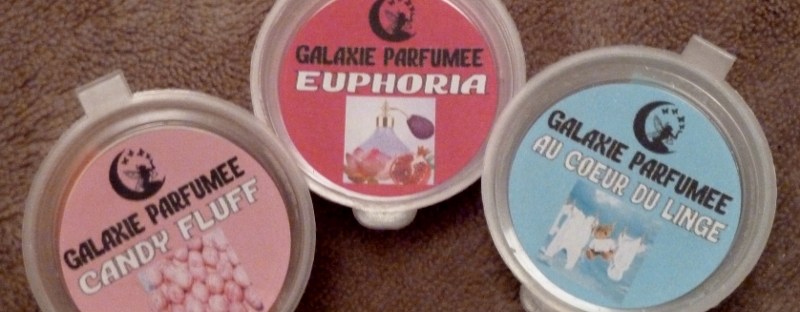 GALAXIE PARFUMEE
CANDY FLUFF
GALAXIE PARFUMEE
EUPHORIA
GALAXIE PARFUMEE
AU COEUR DU LINGE